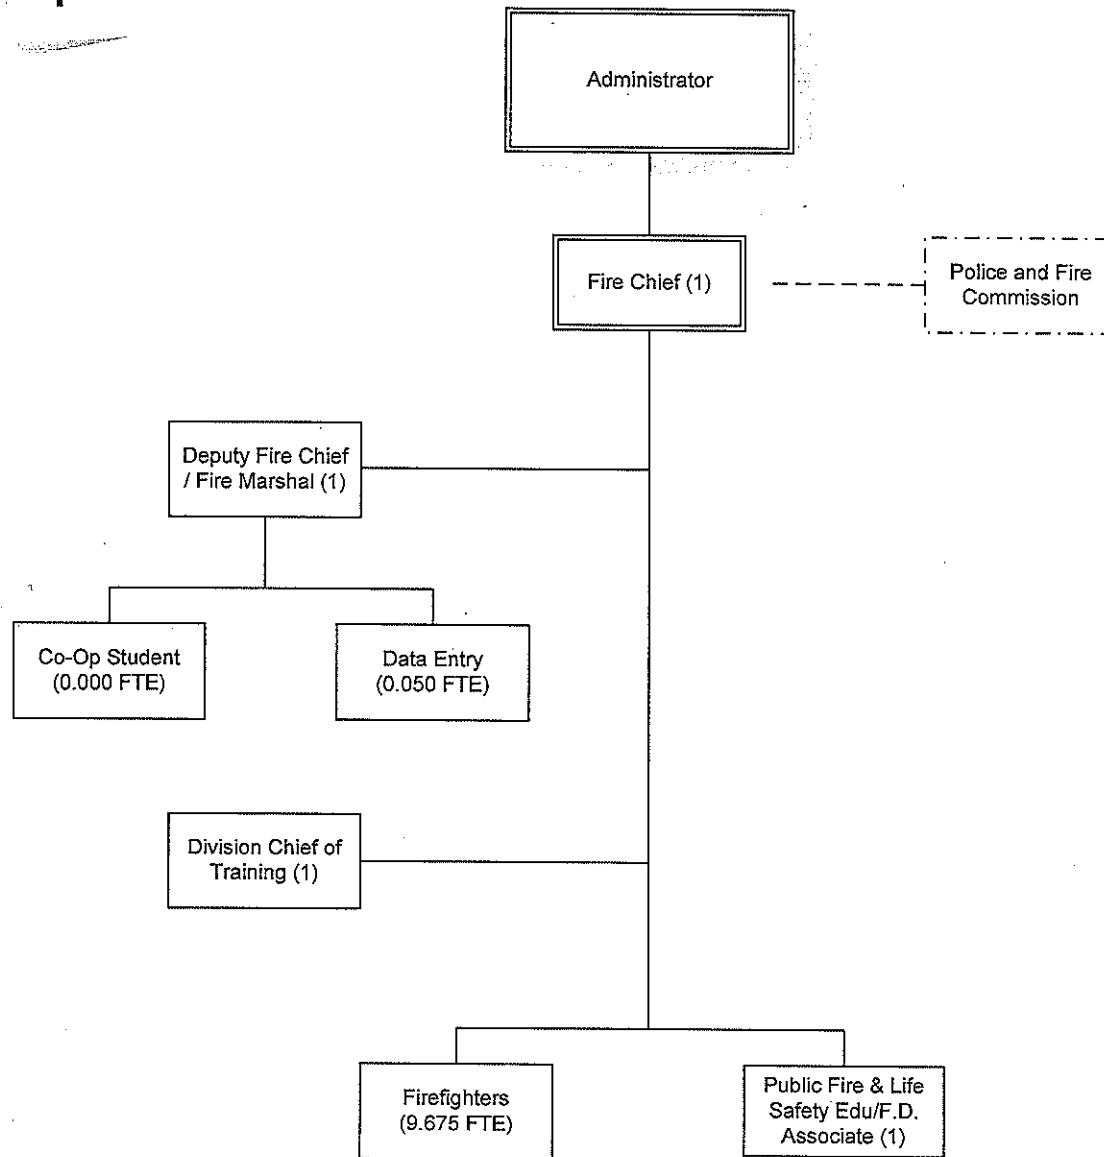 Administrator
Fire Chief (1)
Police and Fire
Commission
Deputy Fire Chief
/ Fire Marshal (1)
Co-Op Student
(0.000 FTE)
Data Entry
(0.050 FTE)
Division Chief of
Training (1)
Firefighters
(9.675 FTE)
Public Fire & Life
Safety Edu/F.D.
Associate (1)